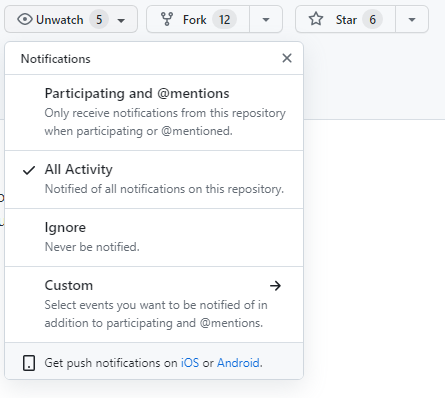 Unwatch 5 Fork 12 Star 6
Notifications
Participating and @mentions
Only receive notifications from this repository
when participating or @mentioned.
All Activity
Notified of all notifications on this repository.
Ignore
Never be notified.
Custom
Select events you want to be notified of in
addition to participating and @mentions.
Get push notifications on iOS or Android.